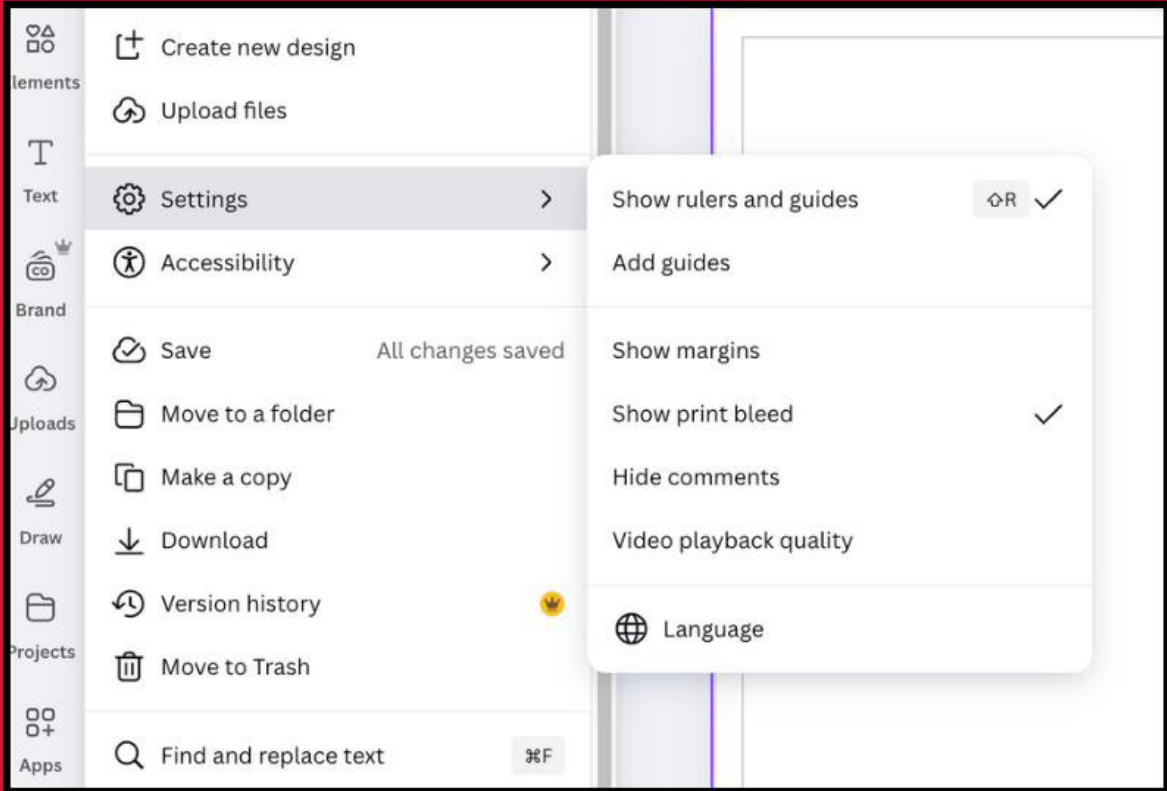 lements
Text
CO
Brand
Uploads
Draw
Projects
Apps
Create new design
Upload files
Settings
Accessibility
Save All changes saved
Move to a folder
Make a copy
Download
Version history
Move to Trash
Find and replace text ⌘F
Show rulers and guides ⇧R
Add guides
Show margins
Show print bleed
Hide comments
Video playback quality
Language